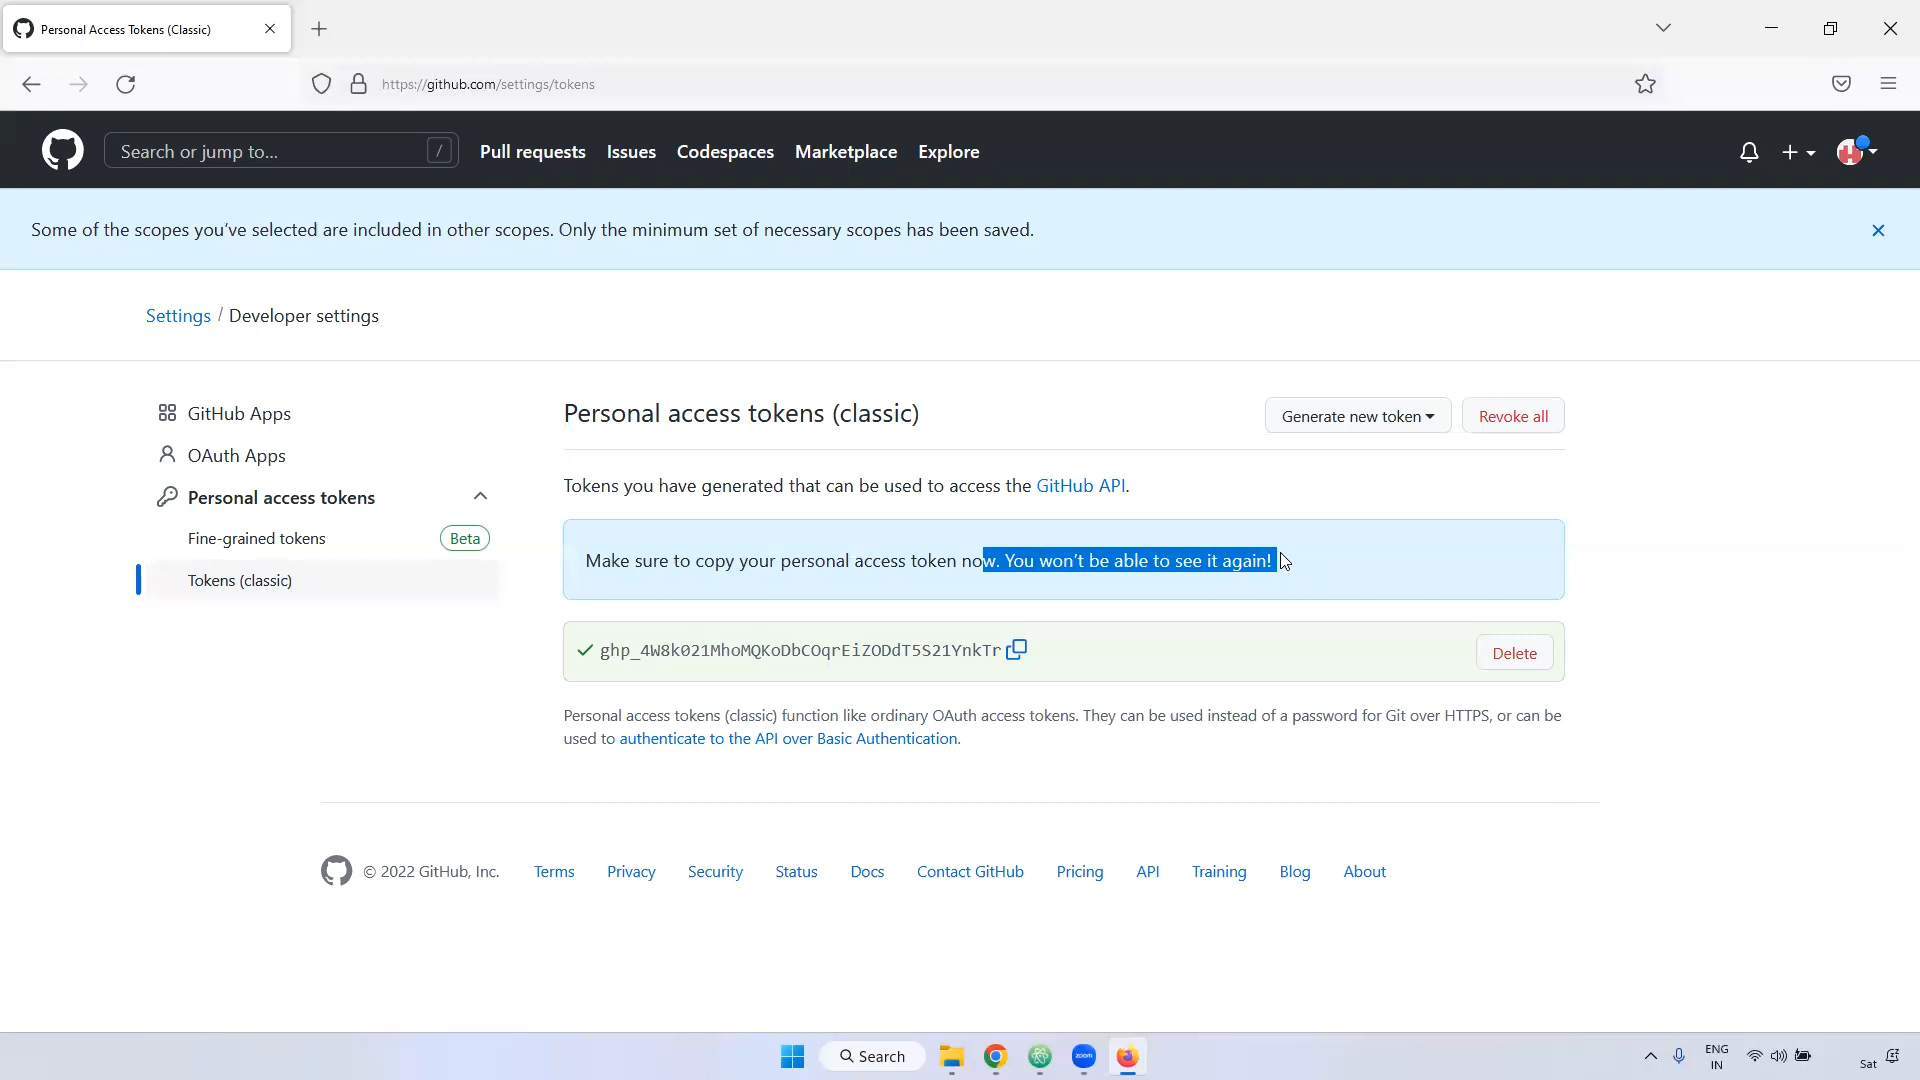 Personal Access Tokens (Classic)
https://github.com/settings/tokens
Search or jump to...
/
Pull requests
Issues
Codespaces
Marketplace
Explore
Some of the scopes you've selected are included in other scopes. Only the minimum set of necessary scopes has been saved.
Settings / Developer settings
GitHub Apps
OAuth Apps
Personal access tokens
Fine-grained tokens
Beta
Tokens (classic)
Personal access tokens (classic)
Generate new token
Revoke all
Tokens you have generated that can be used to access the GitHub API.
Make sure to copy your personal access token now. You won't be able to see it again!
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
Delete
Personal access tokens (classic) function like ordinary OAuth access tokens. They can be used instead of a password for Git over HTTPS, or can be
used to authenticate to the API over Basic Authentication.
© 2022 GitHub, Inc.
Terms
Privacy
Security
Status
Docs
Contact GitHub
Pricing
API
Training
Blog
About
Search
zoom
ENG
IN
Sat